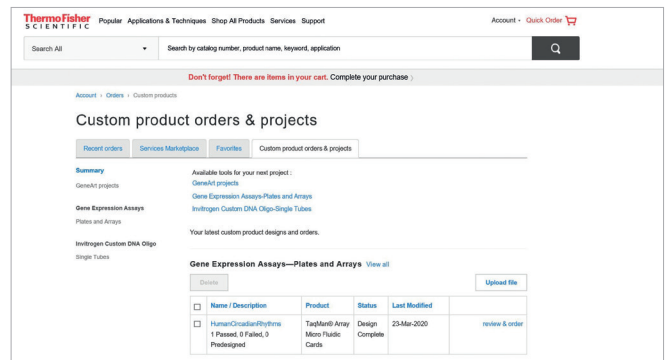 ThermoFisher
SCIENTIFIC
Popular Applications & Techniques Shop All Products Services Support
Account Quick Order
Search All
Search by catalog number, product name, keyword, application
Don't forget! There are items in your cart. Complete your purchase ›
Account › Orders › Custom products
Custom product orders & projects
Recent orders
Services Marketplace
Favorites
Custom product orders & projects
Summary
GeneArt projects
Gene Expression Assays
Plates and Arrays
Invitrogen Custom DNA Oligo
Single Tubes
Available tools for your next project :
GeneArt projects
Gene Expression Assays-Plates and Arrays
Invitrogen Custom DNA Oligo-Single Tubes
Your latest custom product designs and orders.
Gene Expression Assays—Plates and Arrays View all
Delete
Upload file
Name / Description Product Status Last Modified
HumanCircadianRhythms TaqMan® Array Design 23-Mar-2020 review & order
1 Passed, 0 Failed, 0 Micro Fluidic Complete
Predesigned Cards